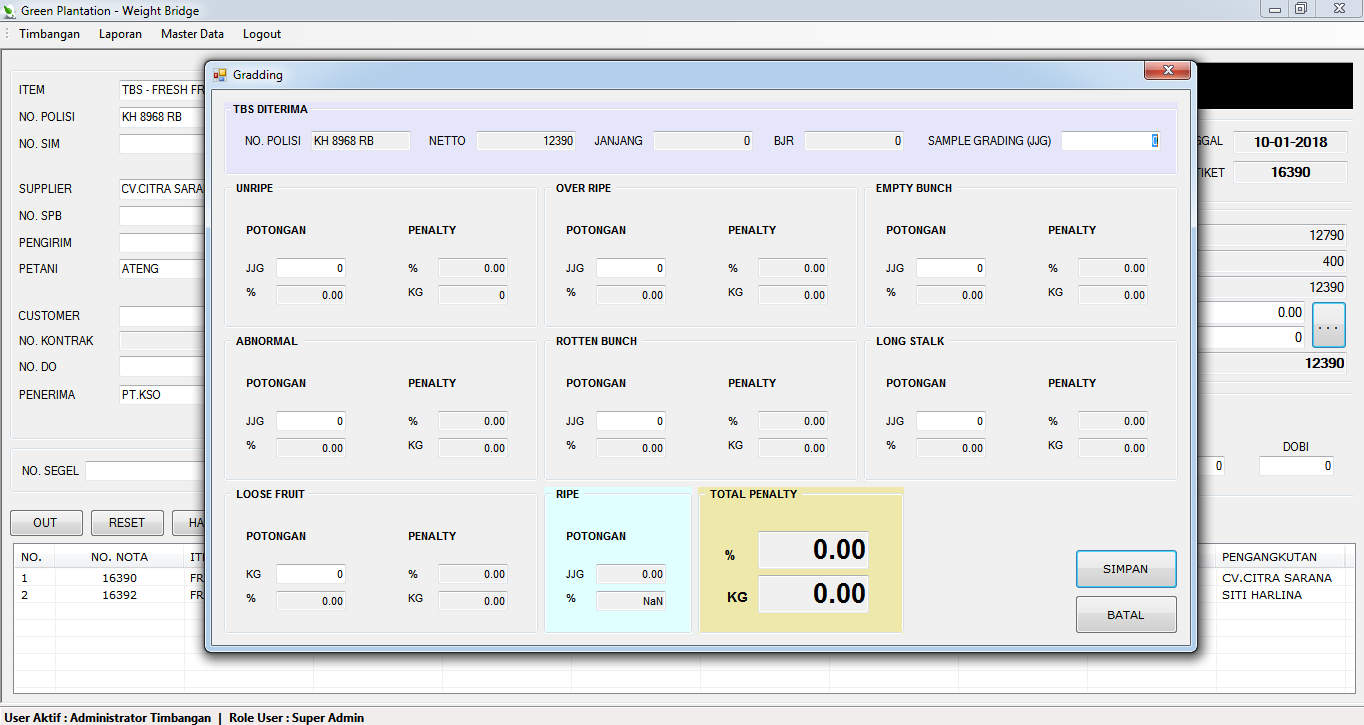 Green Plantation - Weight Bridge
Timbangan Laporan Master Data Logout
Gradding
ITEM TBS - FRESH FR
NO. POLISI KH 8968 RB
NO. SIM
SUPPLIER CV.CITRA SARA
NO. SPB
PENGIRIM
PETANI ATENG
CUSTOMER
NO. KONTRAK
NO. DO
PENERIMA PT.KSO
NO. SEGEL
OUT RESET HA
TBS DITERIMA
NO. POLISI KH 8968 RB NETTO 12390 JANJANG 0 BJR 0 SAMPLE GRADING (JJG) 0
UNRIPE
POTONGAN PENALTY
JJG 0 % 0.00
% 0.00 KG 0
OVER RIPE
POTONGAN PENALTY
JJG 0 % 0.00
% 0.00 KG 0.00
EMPTY BUNCH
POTONGAN PENALTY
JJG 0 % 0.00
% 0.00 KG 0.00
ABNORMAL
POTONGAN PENALTY
JJG 0 % 0.00
% 0.00 KG 0.00
ROTTEN BUNCH
POTONGAN PENALTY
JJG 0 % 0.00
% 0.00 KG 0.00
LONG STALK
POTONGAN PENALTY
JJG 0 % 0.00
% 0.00 KG 0.00
LOOSE FRUIT
POTONGAN PENALTY
KG 0 % 0.00
% 0.00 KG 0.00
RIPE
POTONGAN
JJG 0.00
% NaN
TOTAL PENALTY
% 0.00
KG 0.00
SIMPAN
BATAL
GGAL 10-01-2018
TIKET 16390
12790
400
12390
0.00
...
0
12390
DOBI
0 0
NO. NO. NOTA ITE PENGANGKUTAN
1 16390 FR CV.CITRA SARANA
2 16392 FR SITI HARLINA
User Aktif : Administrator Timbangan | Role User : Super Admin